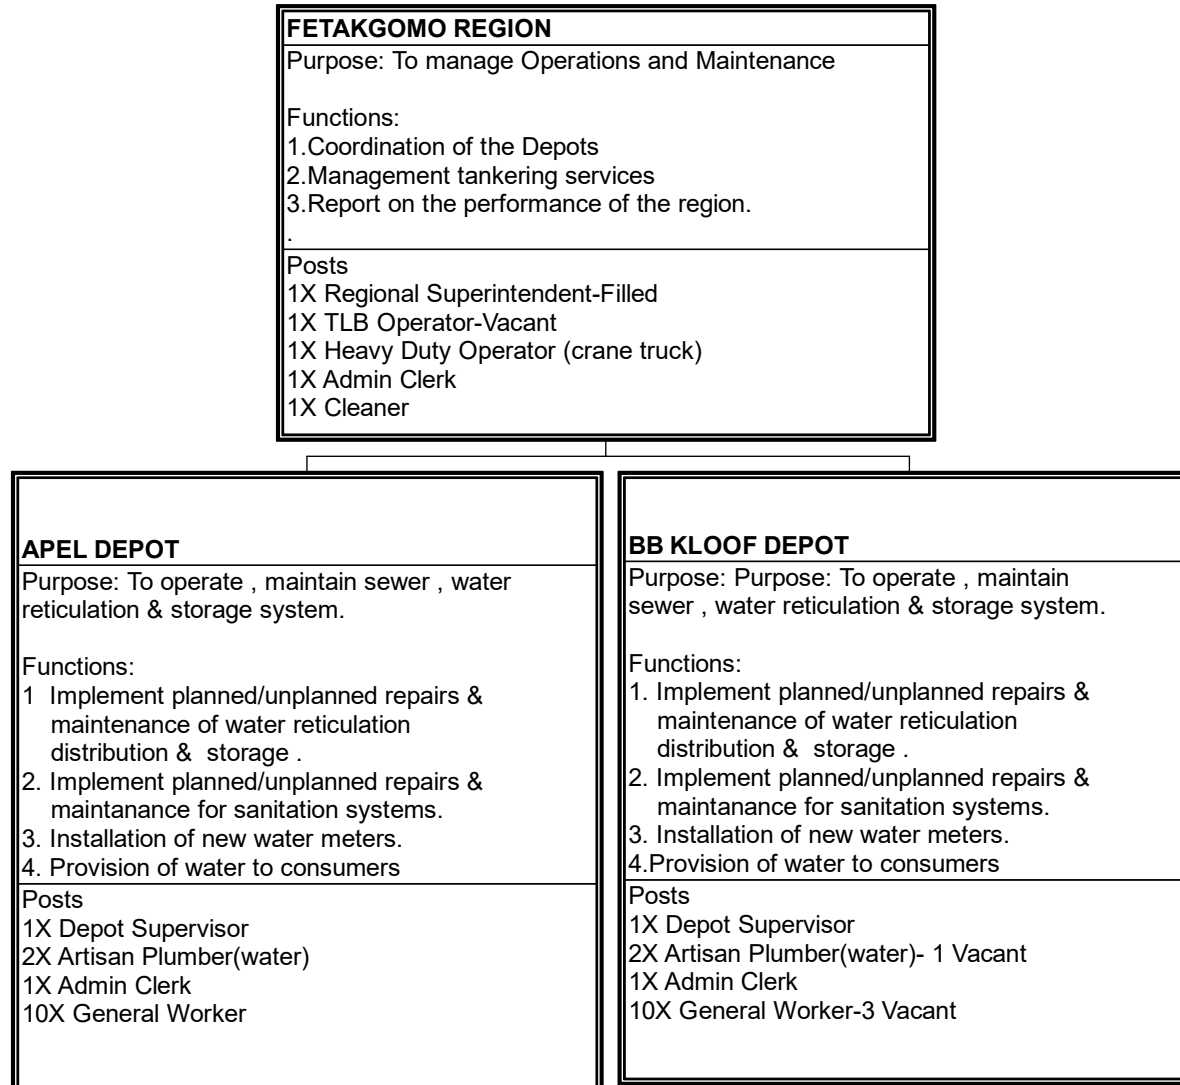 FETAKGOMO REGION
Purpose: To manage Operations and Maintenance
Functions:
1.Coordination of the Depots
2.Management tankering services
3.Report on the performance of the region.
.
Posts
1X Regional Superintendent-Filled
1X TLB Operator-Vacant
1X Heavy Duty Operator (crane truck)
1X Admin Clerk
1X Cleaner
APEL DEPOT
Purpose: To operate , maintain sewer , water
reticulation & storage system.
Functions:
1  Implement planned/unplanned repairs &
maintenance of water reticulation
distribution &  storage .
2. Implement planned/unplanned repairs &
maintanance for sanitation systems.
3. Installation of new water meters.
4. Provision of water to consumers
Posts
1X Depot Supervisor
2X Artisan Plumber(water)
1X Admin Clerk
10X General Worker
BB KLOOF DEPOT
Purpose: Purpose: To operate , maintain
sewer , water reticulation & storage system.
Functions:
1. Implement planned/unplanned repairs &
maintenance of water reticulation
distribution &  storage .
2. Implement planned/unplanned repairs &
maintanance for sanitation systems.
3. Installation of new water meters.
4.Provision of water to consumers
Posts
1X Depot Supervisor
2X Artisan Plumber(water)- 1 Vacant
1X Admin Clerk
10X General Worker-3 Vacant